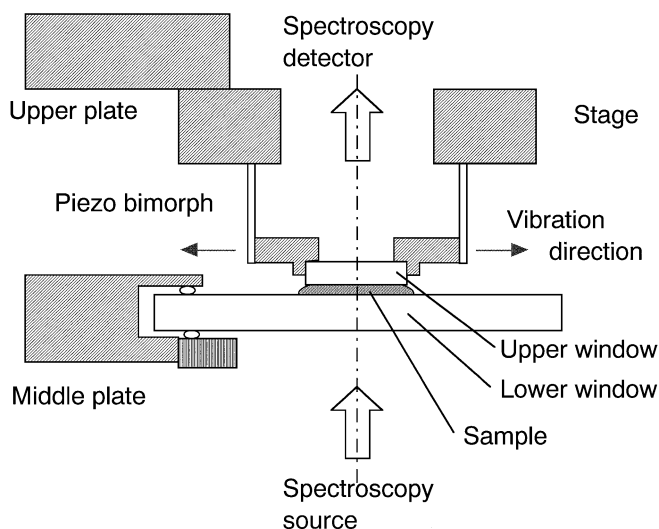 Spectroscopy
detector
Upper plate
Stage
Piezo bimorph
Vibration
direction
Upper window
Lower window
Middle plate
Sample
Spectroscopy
source